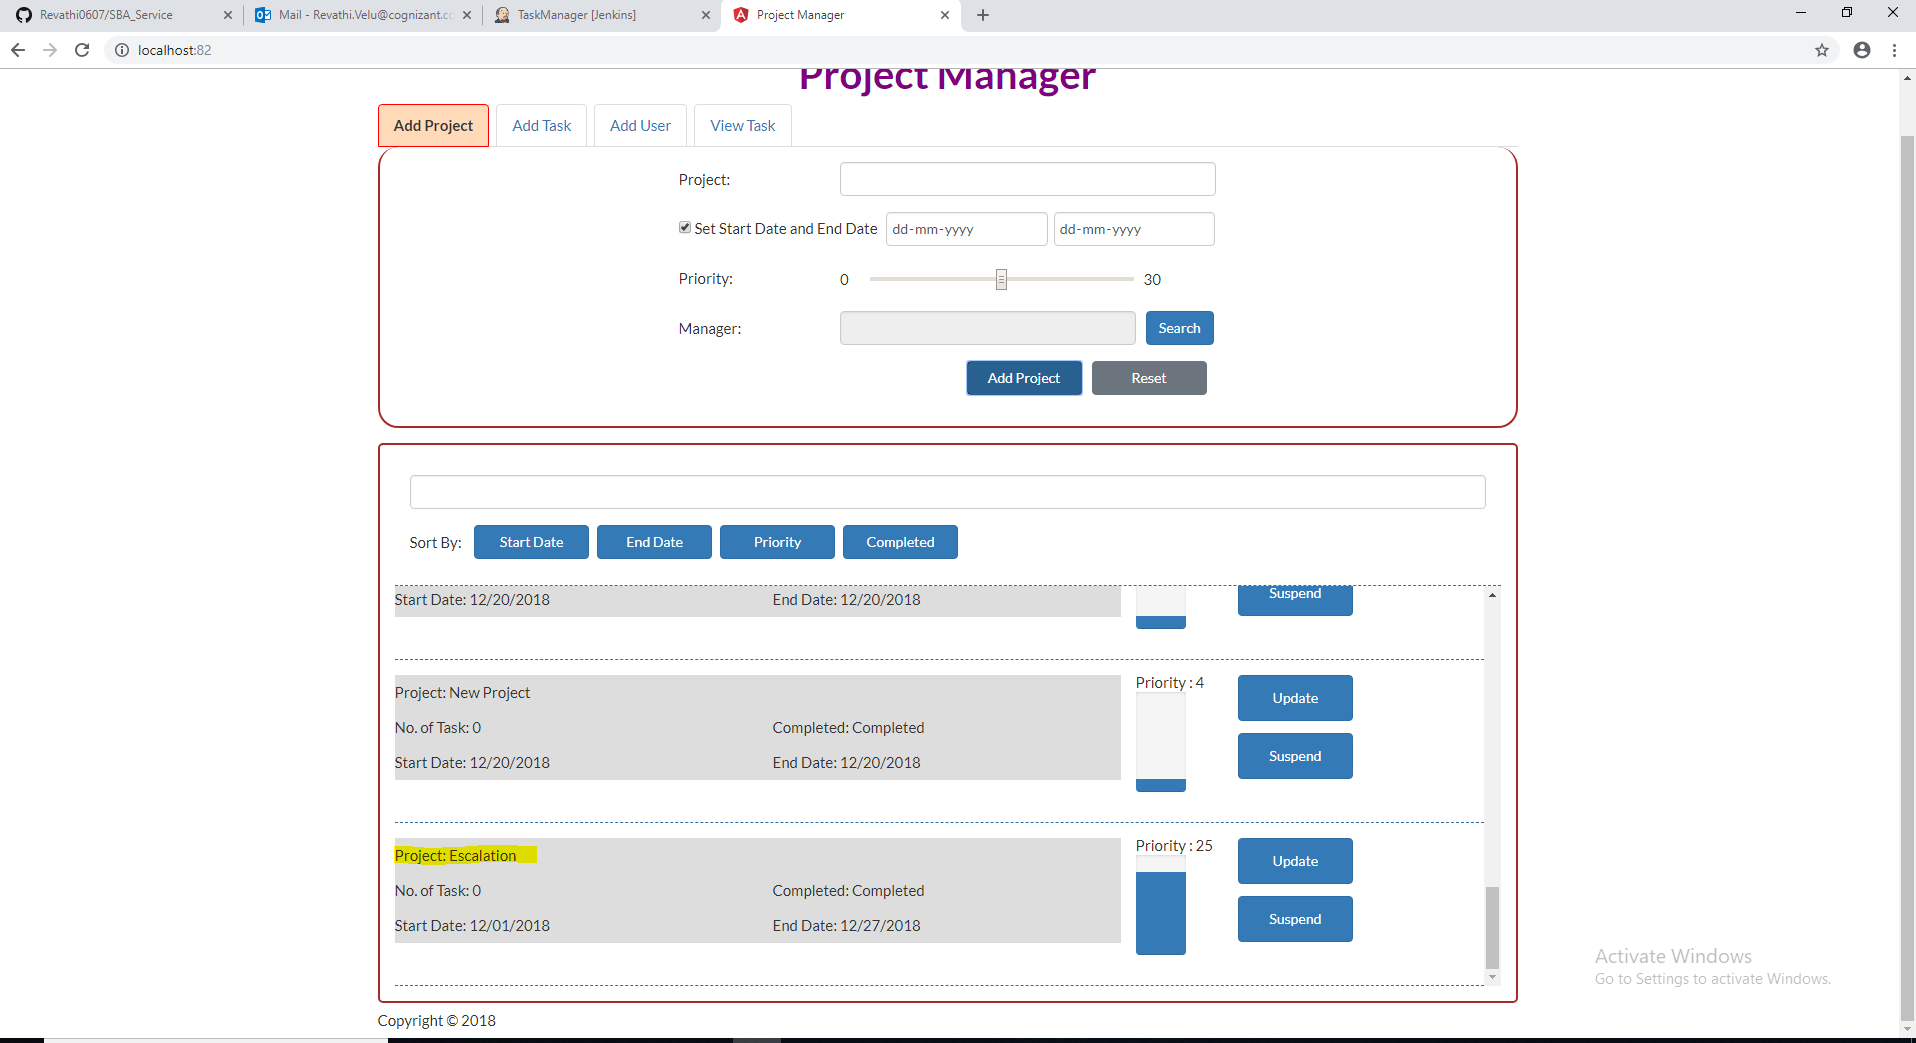 Revathi0607/SBA_Service
Mail - Revathi.Velu@cognizant.co
TaskManager [Jenkins]
Project Manager
localhost:82
Project Manager
Add Project
Add Task
Add User
View Task
Project:
Set Start Date and End Date dd-mm-yyyy dd-mm-yyyy
Priority: 0 30
Manager: Search
Add Project Reset
Sort By: Start Date End Date Priority Completed
Start Date: 12/20/2018 End Date: 12/20/2018 Suspend
Project: New Project Priority : 4 Update
No. of Task: 0 Completed: Completed
Start Date: 12/20/2018 End Date: 12/20/2018 Suspend
Project: Escalation Priority : 25 Update
No. of Task: 0 Completed: Completed
Start Date: 12/01/2018 End Date: 12/27/2018 Suspend
Activate Windows
Go to Settings to activate Windows.
Copyright © 2018